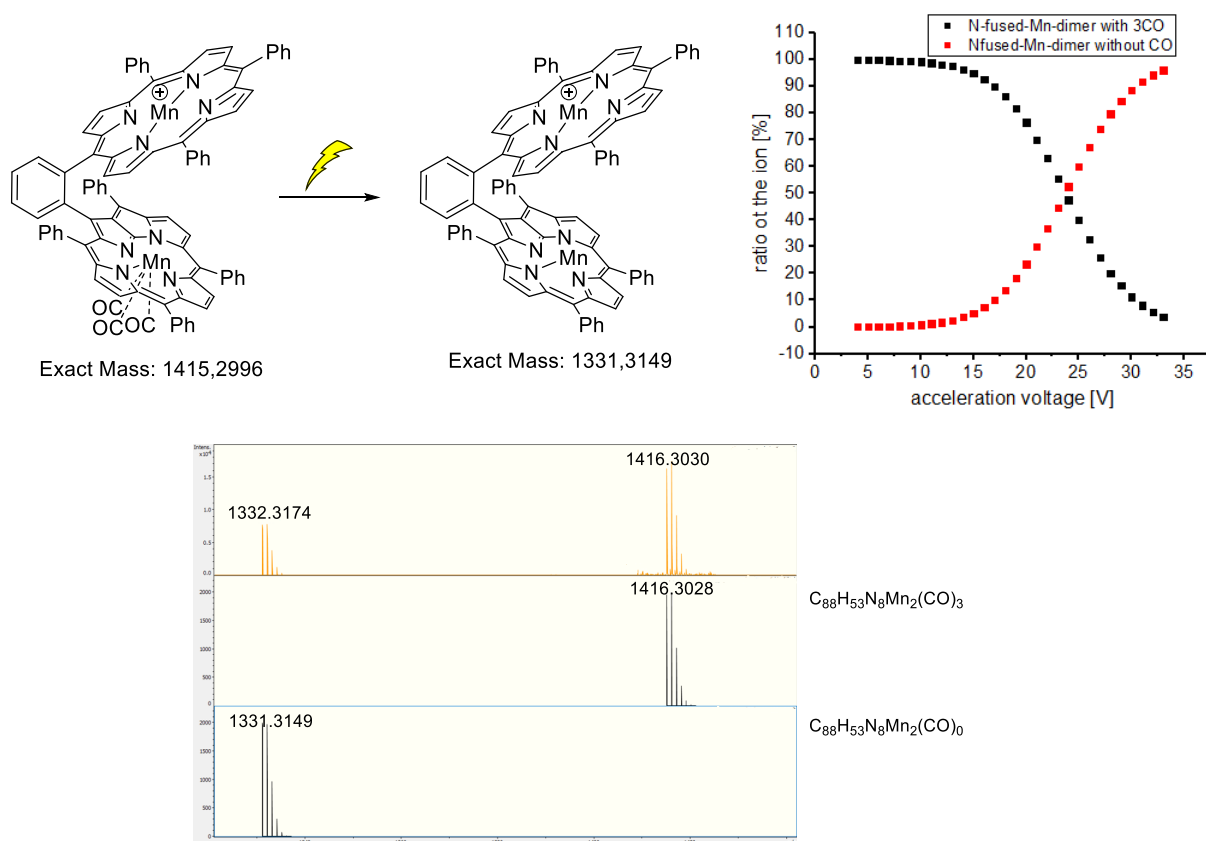 Ph
Ph
N
⊕
Mn
N
N
N
Ph
Ph
Ph
N
N
N
Mn
N
Ph
Ph
OC
OC
OC
Ph
Exact Mass: 1415,2996
Ph
Ph
N
⊕
Mn
N
N
N
Ph
Ph
Ph
N
N
N
Mn
N
Ph
Ph
Ph
Exact Mass: 1331,3149
N-fused-Mn-dimer with 3CO
Nfused-Mn-dimer without CO
ratio ot the ion [%]
110
100
90
80
70
60
50
40
30
20
10
0
-10
0
5
10
15
20
25
30
35
acceleration voltage [V]
Intens.
1.5
1.0
0.5
0.0
1332.3174
1416.3030
2000
1500
1000
500
0
1416.3028
C88H53N8Mn2(CO)3
2000
1500
1000
500
0
1331.3149
C88H53N8Mn2(CO)0